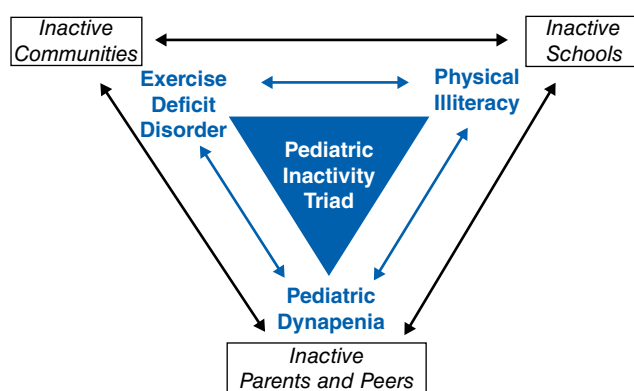 Inactive
Communities
Inactive
Schools
Exercise
Deficit
Disorder
Physical
Illiteracy
Pediatric
Inactivity
Triad
Pediatric
Dynapenia
Inactive
Parents and Peers